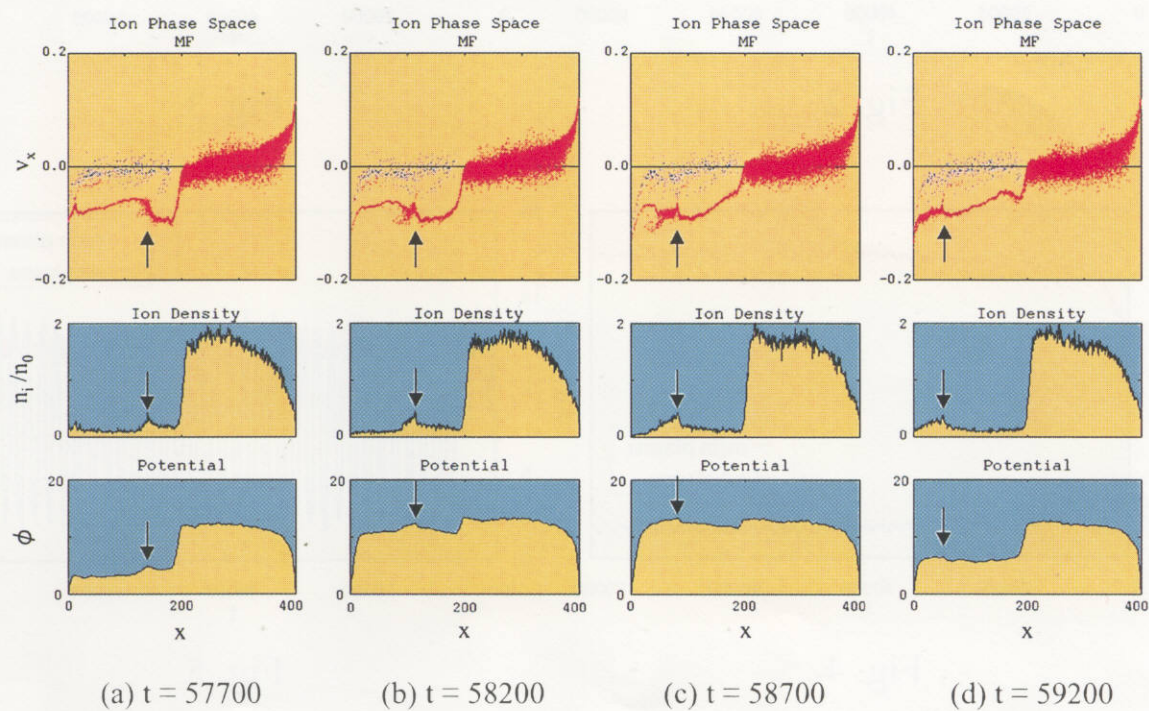 Ion Phase Space Ion Phase Space Ion Phase Space Ion Phase Space
MF MF MF MF
0.2 0.2 0.2 0.2
v_x 0.0 0.0 0.0 0.0
-0.2 -0.2 -0.2 -0.2
Ion Density Ion Density Ion Density Ion Density
2 2 2 2
n_i/n_0
0 0 0 0
Potential Potential Potential Potential
20 20 20 20
ϕ 10 10 10 10
0 0 0 0
0 200 400 0 200 400 0 200 400 0 200 400
x x x x
(a) t = 57700 (b) t = 58200 (c) t = 58700 (d) t = 59200